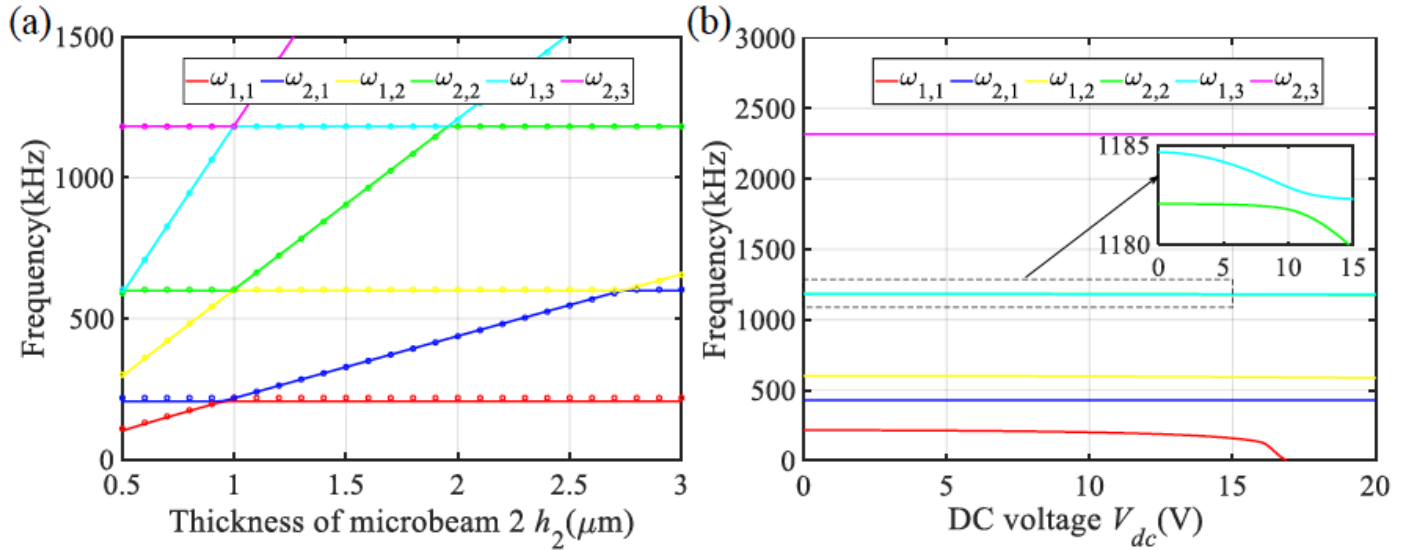 (a)
1500
1000
500
0
Frequency(kHz)
ω1,1 ω2,1 ω1,2 ω2,2 ω1,3 ω2,3
0.5 1 1.5 2 2.5 3
Thickness of microbeam 2 h2(μm)
(b)
3000
2500
2000
1500
1000
500
0
Frequency(kHz)
ω1,1 ω2,1 ω1,2 ω2,2 ω1,3 ω2,3
1185
1180
0 5 10 15
0 5 10 15 20
DC voltage Vdc(V)